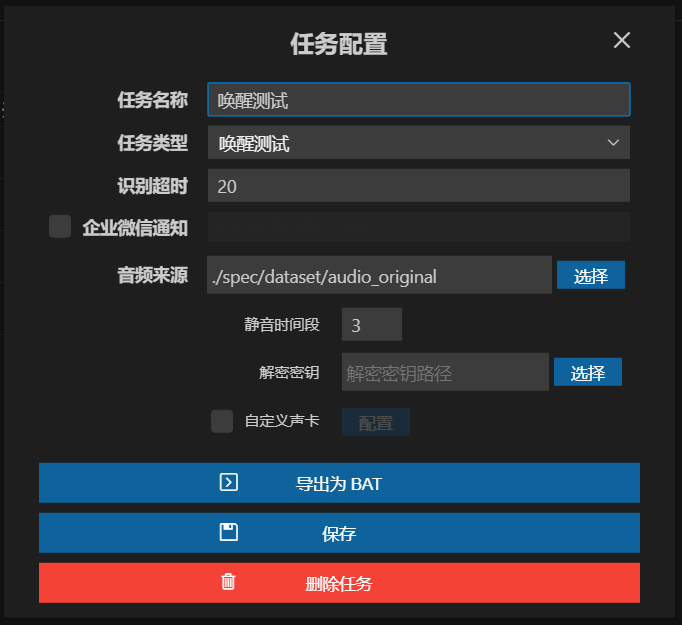 任务配置
任务名称 唤醒测试
任务类型 唤醒测试
识别超时 20
企业微信通知
音频来源 ./spec/dataset/audio_original 选择
静音时间段 3
解密密钥 解密密钥路径 选择
自定义声卡 配置
导出为 BAT
保存
删除任务